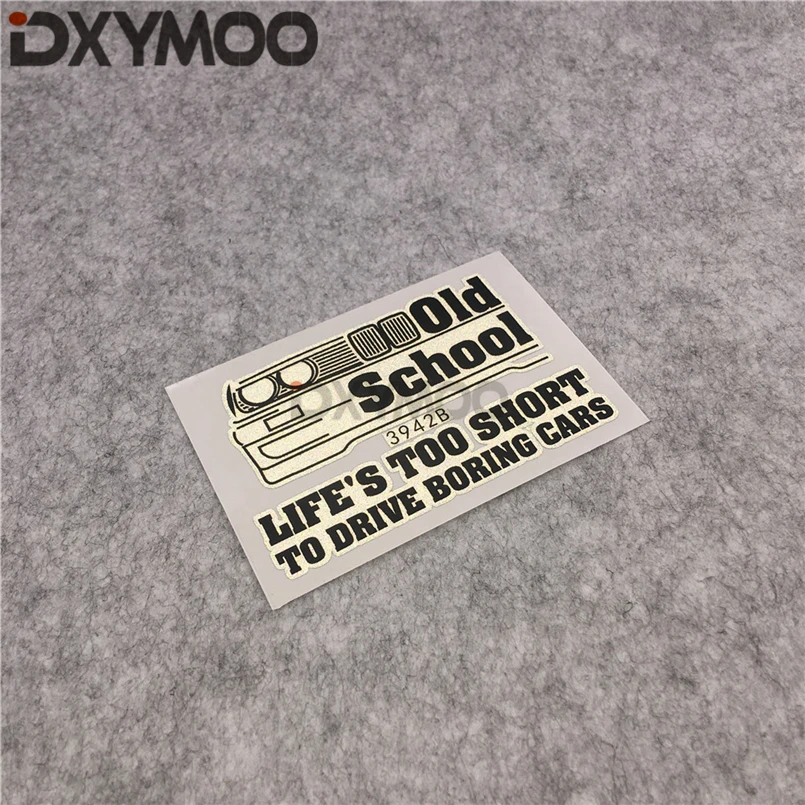 DXYMOO
Old
School
DXYMOO
3942B
LIFE'S TOO SHORT
TO DRIVE BORING CARS